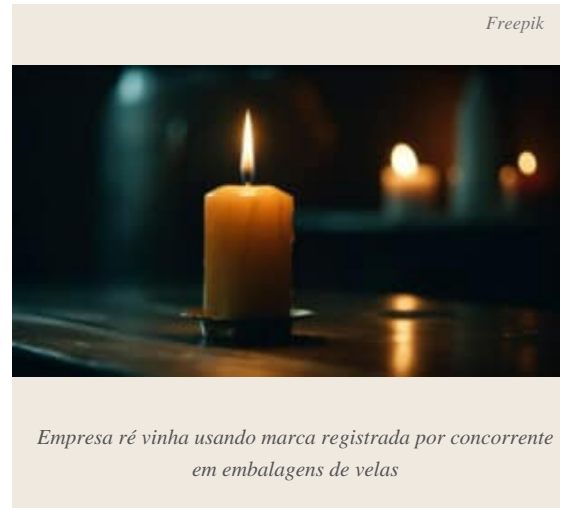 Freepik
Empresa ré vinha usando marca registrada por concorrente
em embalagens de velas